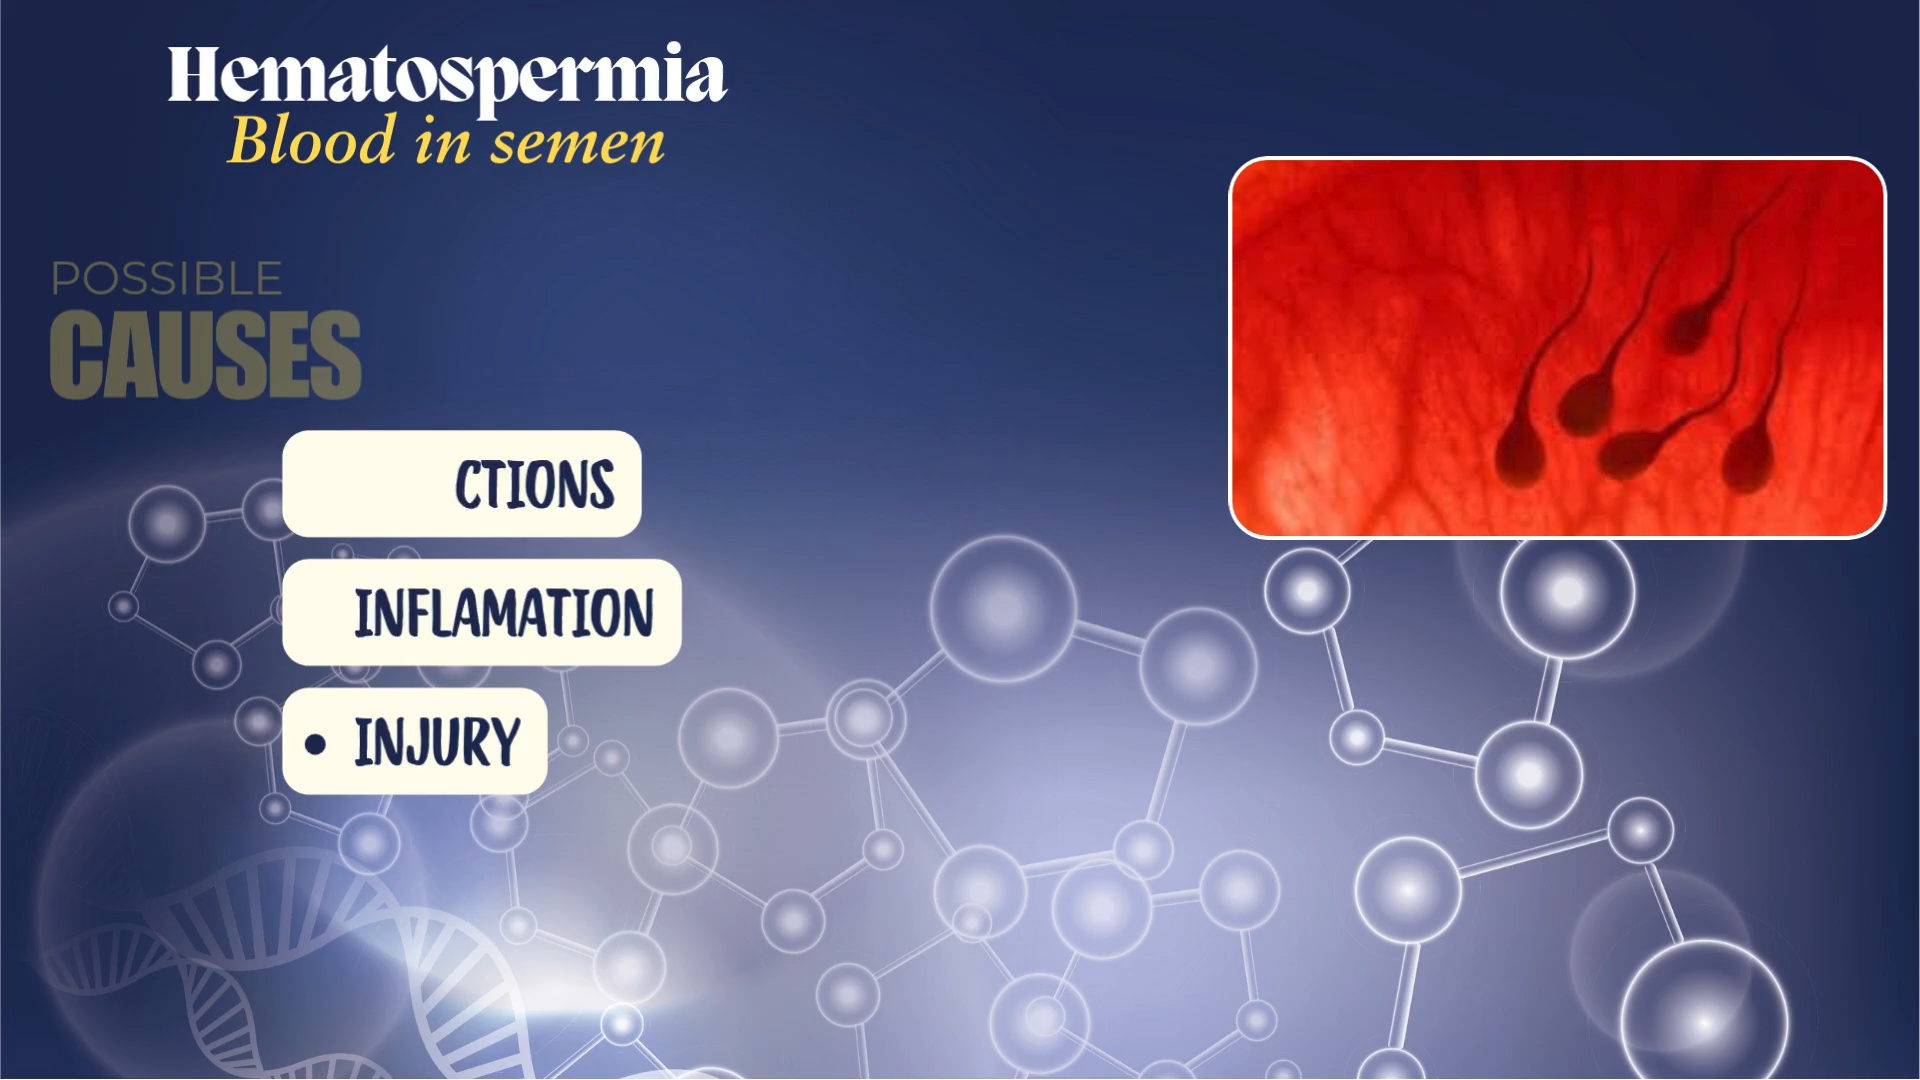 Hematospermia
Blood in semen
POSSIBLE
CAUSES
CTIONS
INFLAMATION
• INJURY